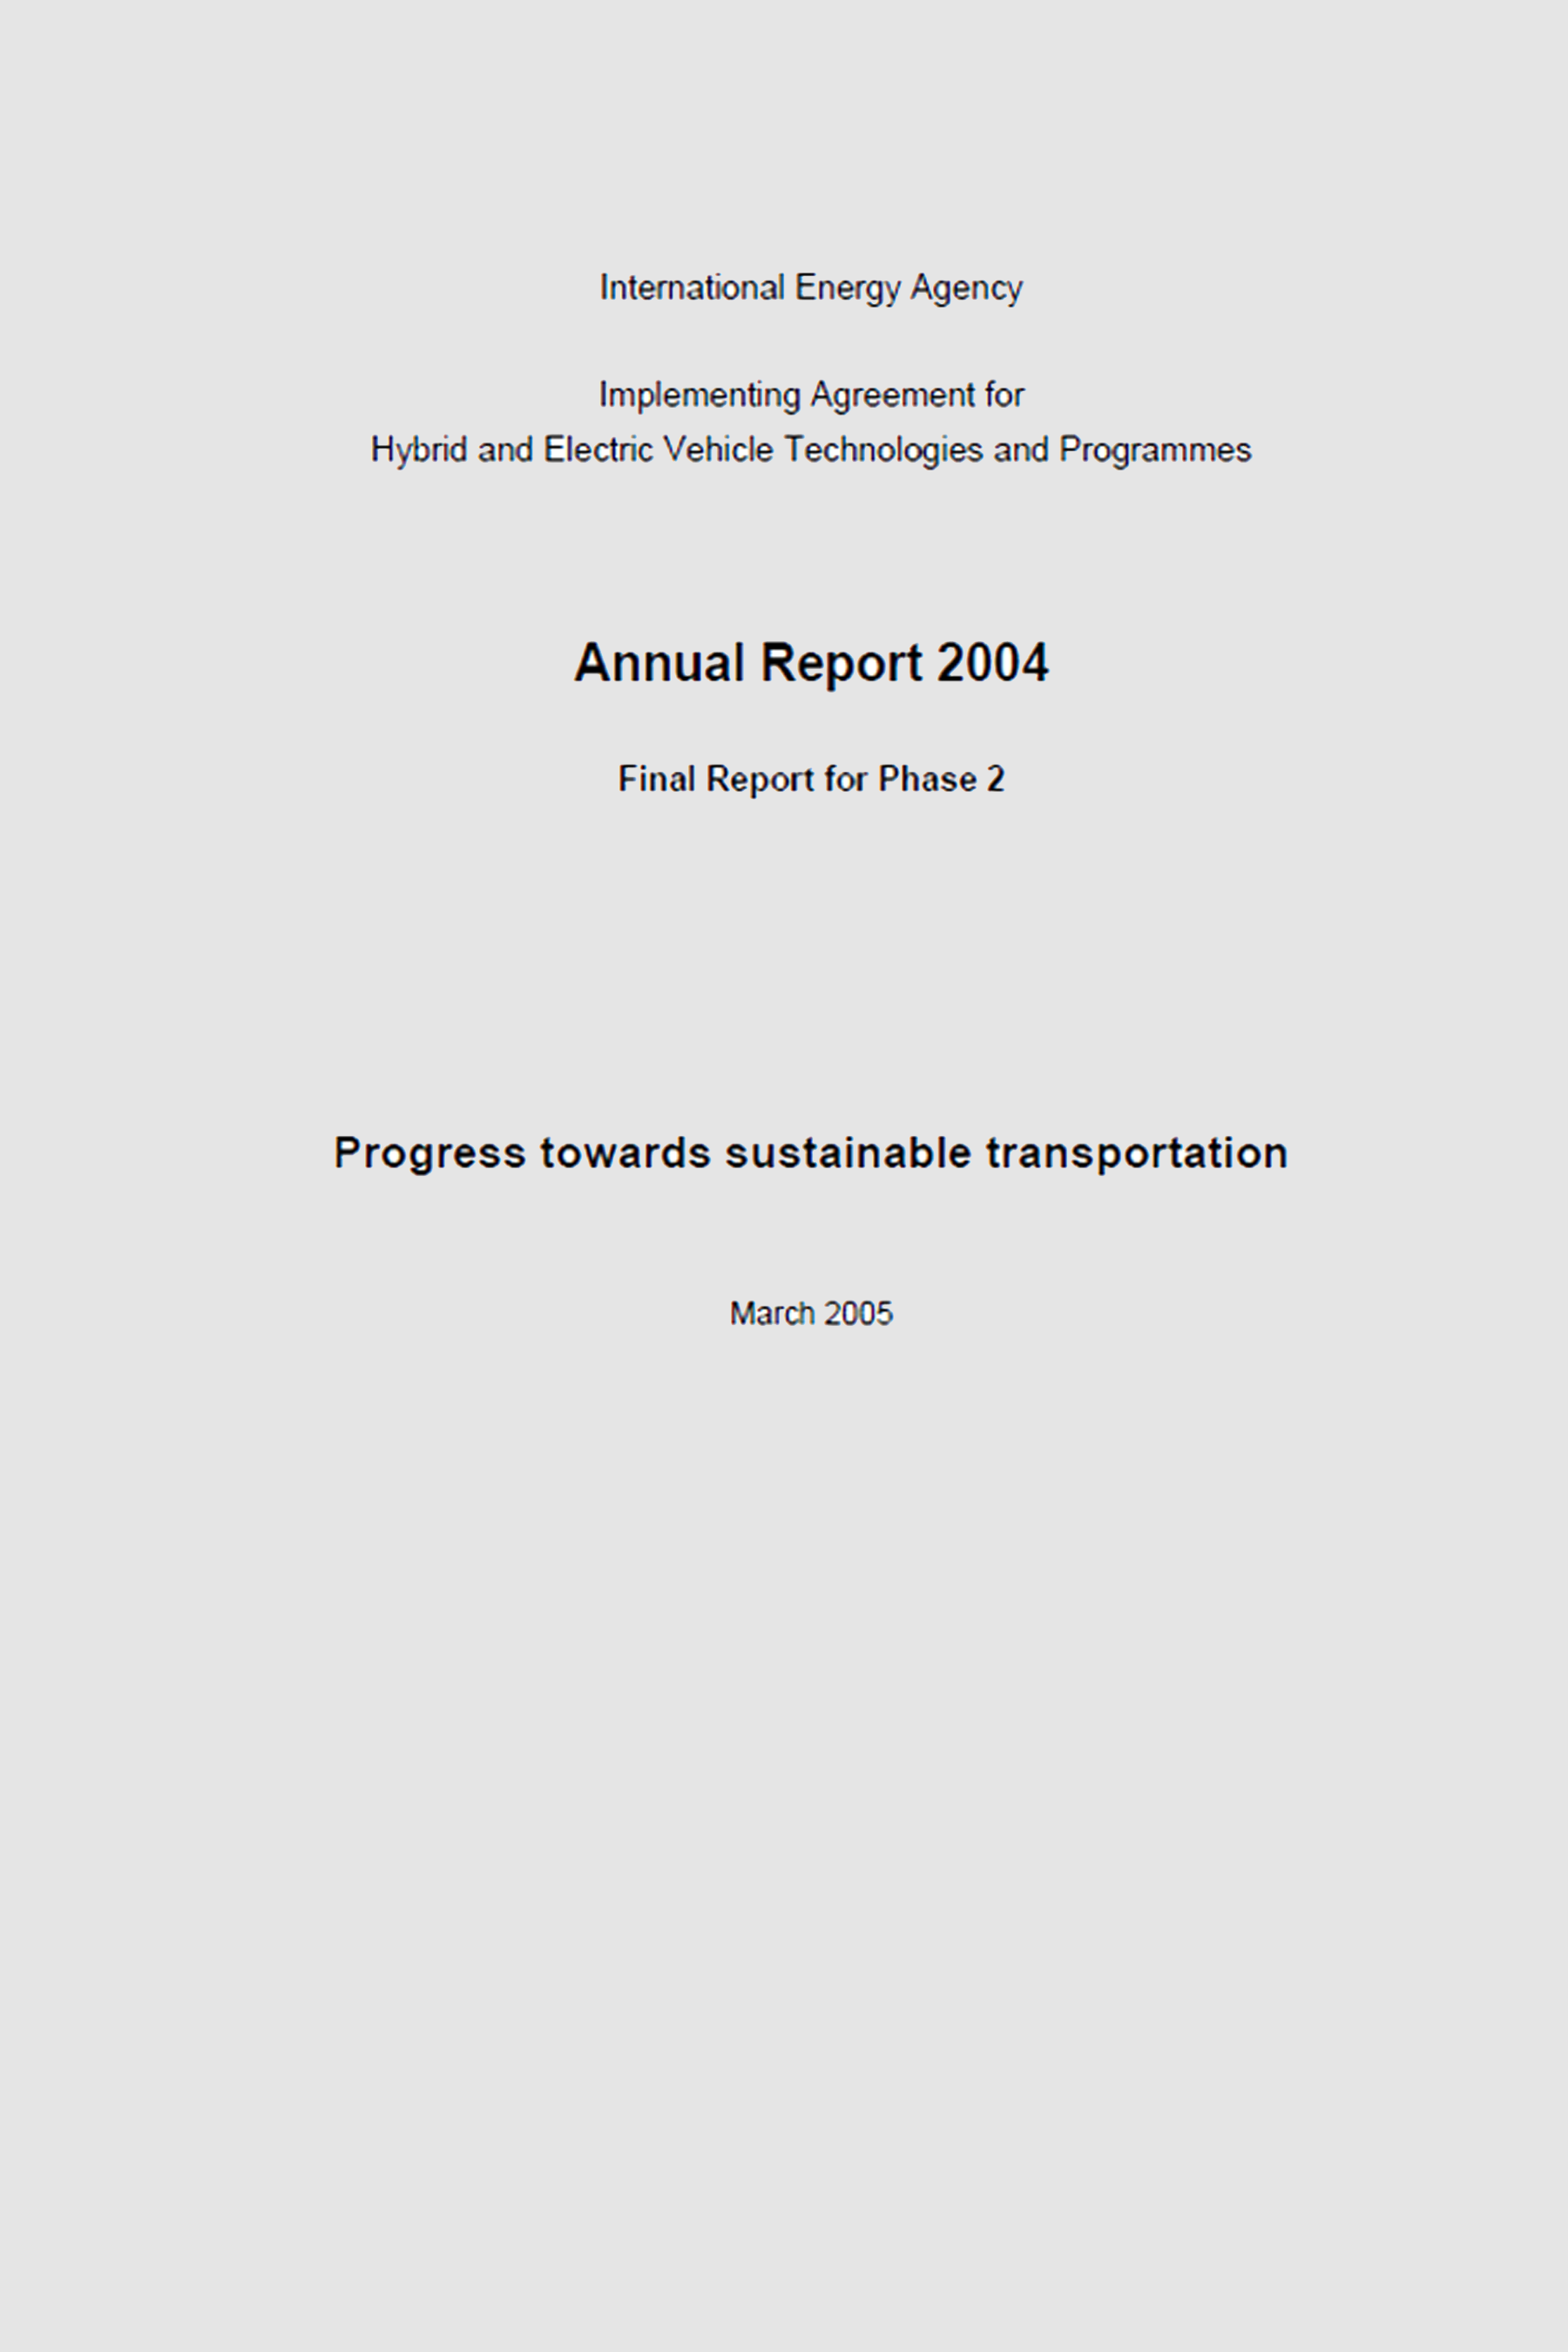 International Energy Agency
Implementing Agreement for
Hybrid and Electric Vehicle Technologies and Programmes
Annual Report 2004
Final Report for Phase 2
Progress towards sustainable transportation
March 2005